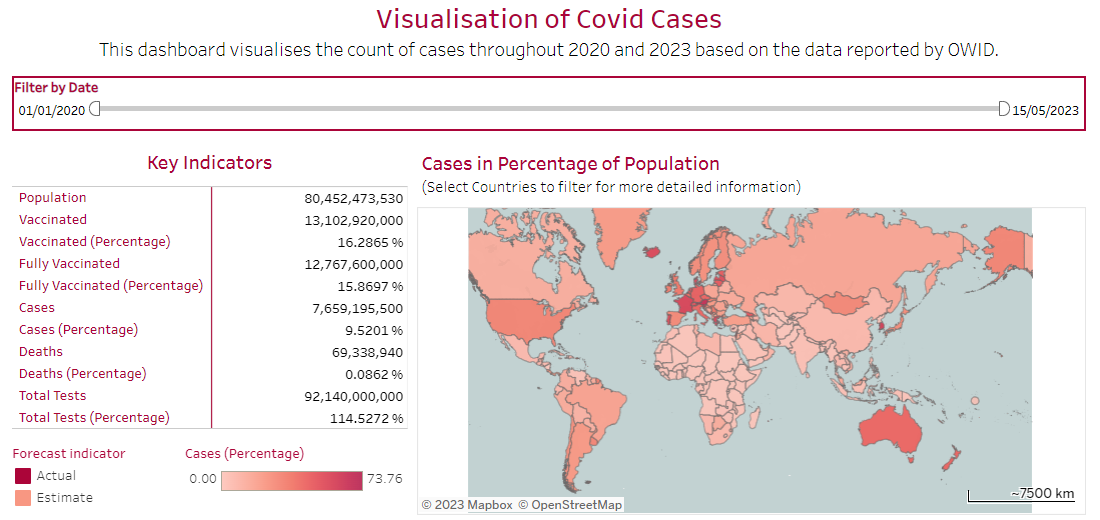 Visualisation of Covid Cases
This dashboard visualises the count of cases throughout 2020 and 2023 based on the data reported by OWID.
Filter by Date
01/01/2020 15/05/2023
Key Indicators
Population 80,452,473,530
Vaccinated 13,102,920,000
Vaccinated (Percentage) 16.2865 %
Fully Vaccinated 12,767,600,000
Fully Vaccinated (Percentage) 15.8697 %
Cases 7,659,195,500
Cases (Percentage) 9.5201 %
Deaths 69,338,940
Deaths (Percentage) 0.0862 %
Total Tests 92,140,000,000
Total Tests (Percentage) 114.5272 %
Forecast indicator
Actual
Estimate
Cases (Percentage)
0.00 73.76
Cases in Percentage of Population
(Select Countries to filter for more detailed information)
© 2023 Mapbox © OpenStreetMap
~7500 km